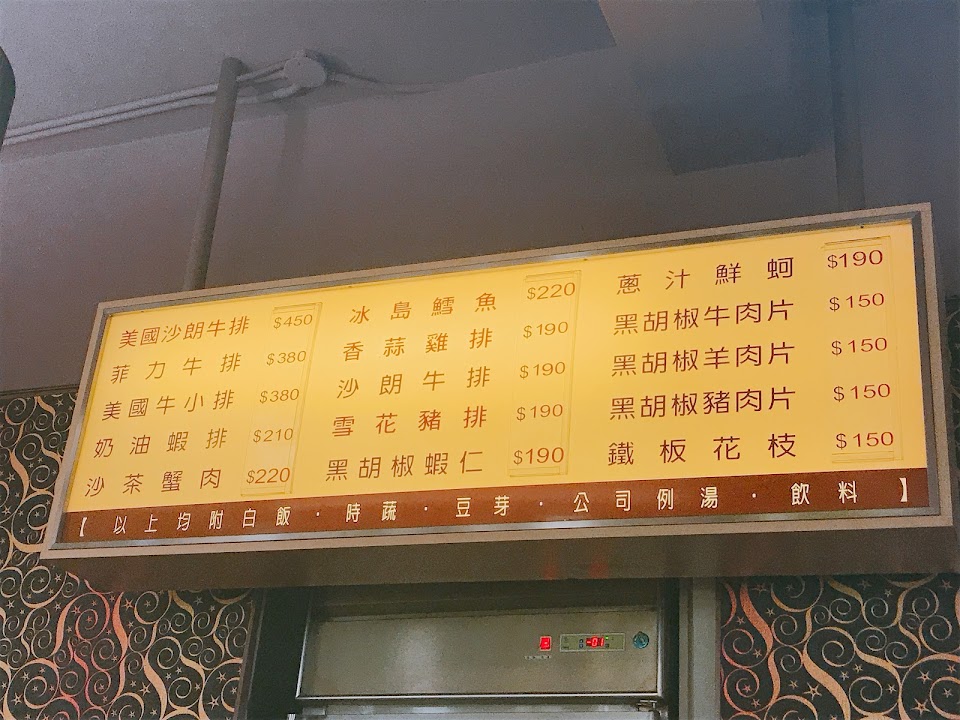 美國沙朗牛排 $450
菲力牛排 $380
美國牛小排 $380
奶油蝦排 $210
沙茶蟹肉 $220
冰島鱈魚 $220
香蒜雞排 $190
沙朗牛排 $190
雪花豬排 $190
黑胡椒蝦仁 $190
蔥汁鮮蚵 $190
黑胡椒牛肉片 $150
黑胡椒羊肉片 $150
黑胡椒豬肉片 $150
鐵板花枝 $150
【以上均附白飯·時蔬·豆芽·公司例湯·飲料】
-01